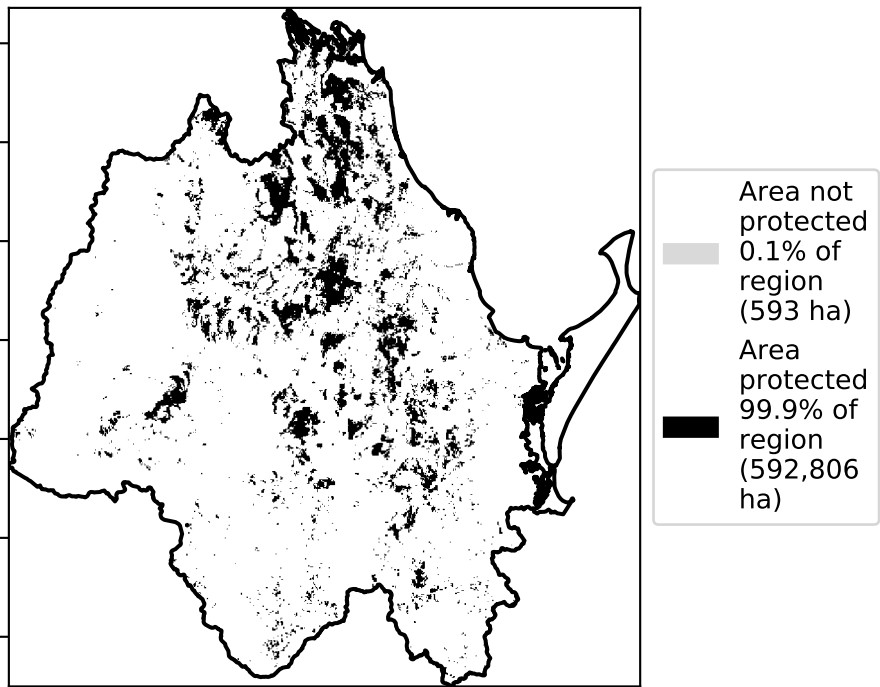 Area not
protected
0.1% of
region
(593 ha)
Area
protected
99.9% of
region
(592,806
ha)